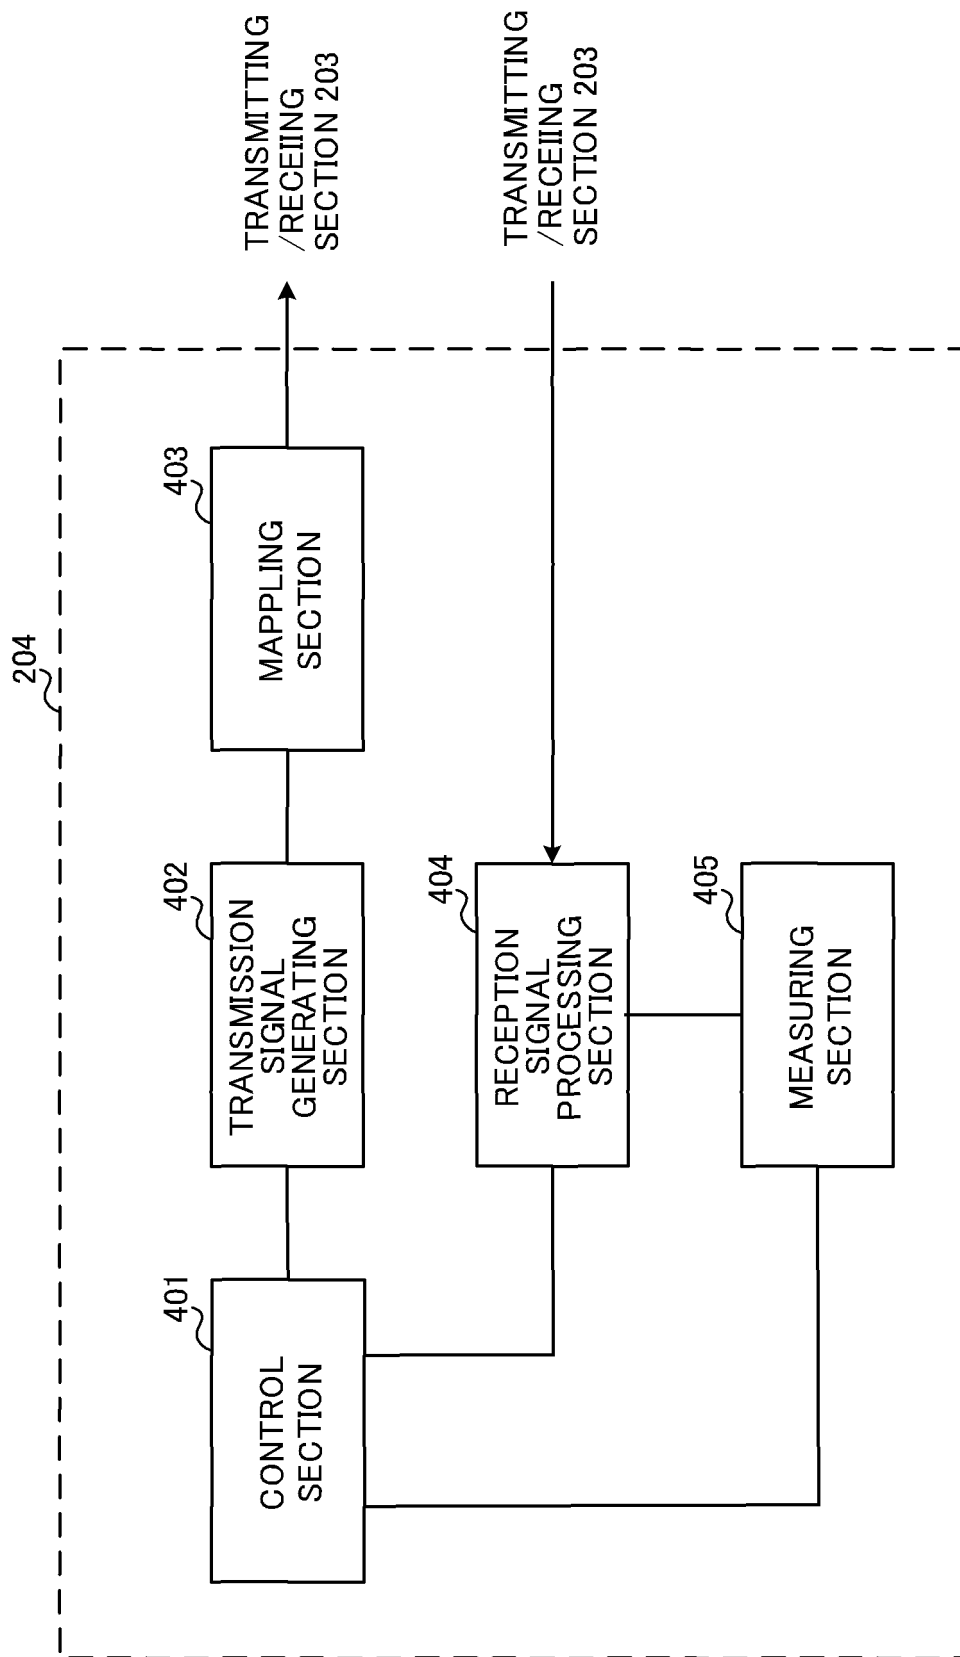 204
401
CONTROL
SECTION
402
TRANSMISSION
SIGNAL
GENERATING
SECTION
403
MAPPLING
SECTION
TRANSMITTING
/RECEIING
SECTION 203
404
RECEPTION
SIGNAL
PROCESSING
SECTION
TRANSMITTING
/RECEIING
SECTION 203
405
MEASURING
SECTION